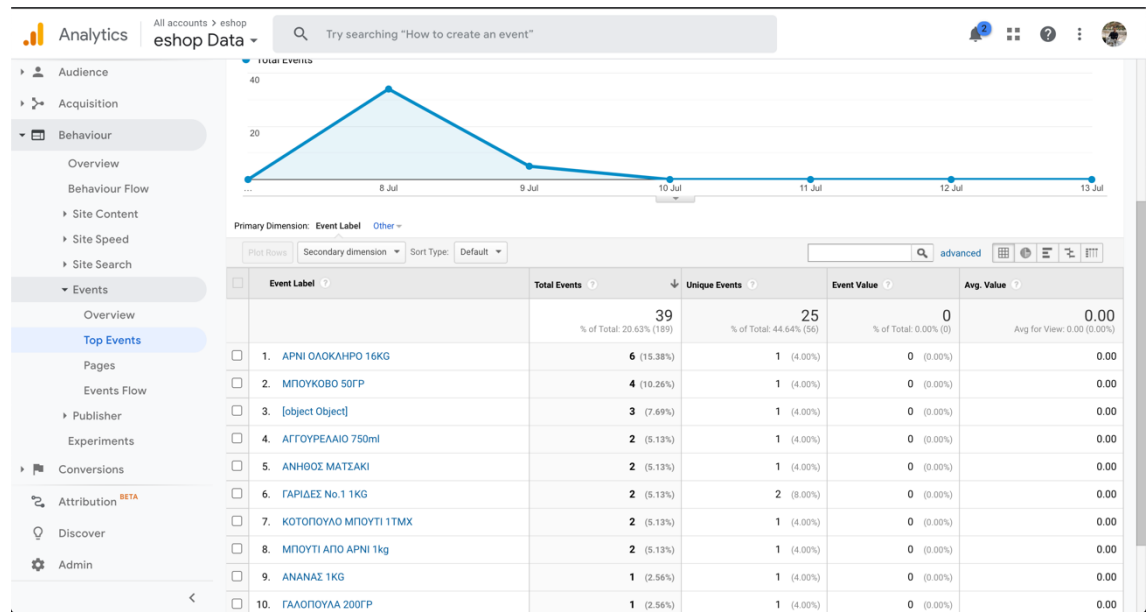 All accounts > eshop
Analytics
eshop Data
Try searching "How to create an event"
2
Audience
Acquisition
Behaviour
Overview
Behaviour Flow
Site Content
Site Speed
Site Search
Events
Overview
Top Events
Pages
Events Flow
Publisher
Experiments
Conversions
Attribution BETA
Discover
Admin
Total Events
40
20
...
8 Jul
9 Jul
10 Jul
11 Jul
12 Jul
13 Jul
Primary Dimension: Event Label Other
Plot Rows Secondary dimension Sort Type: Default advanced
Event Label ? Total Events ? Unique Events ? Event Value ? Avg. Value ?
39 25 0 0.00
% of Total: 20.63% (189) % of Total: 44.64% (56) % of Total: 0.00% (0) Avg for View: 0.00 (0.00%)
1. ΑΡΝΙ ΟΛΟΚΛΗΡΟ 16KG 6 (15.38%) 1 (4.00%) 0 (0.00%) 0.00
2. ΜΠΟΥΚΟΒΟ 50ΓΡ 4 (10.26%) 1 (4.00%) 0 (0.00%) 0.00
3. [object Object] 3 (7.69%) 1 (4.00%) 0 (0.00%) 0.00
4. ΑΓΓΟΥΡΕΛΑΙΟ 750ml 2 (5.13%) 1 (4.00%) 0 (0.00%) 0.00
5. ΑΝΗΘΟΣ ΜΑΤΣΑΚΙ 2 (5.13%) 1 (4.00%) 0 (0.00%) 0.00
6. ΓΑΡΙΔΕΣ No.1 1KG 2 (5.13%) 2 (8.00%) 0 (0.00%) 0.00
7. ΚΟΤΟΠΟΥΛΟ ΜΠΟΥΤΙ 1ΤΜΧ 2 (5.13%) 1 (4.00%) 0 (0.00%) 0.00
8. ΜΠΟΥΤΙ ΑΠΟ ΑΡΝΙ 1kg 2 (5.13%) 1 (4.00%) 0 (0.00%) 0.00
9. ΑΝΑΝΑΣ 1KG 1 (2.56%) 1 (4.00%) 0 (0.00%) 0.00
10. ΓΑΛΟΠΟΥΛΑ 200ΓΡ 1 (2.56%) 1 (4.00%) 0 (0.00%) 0.00